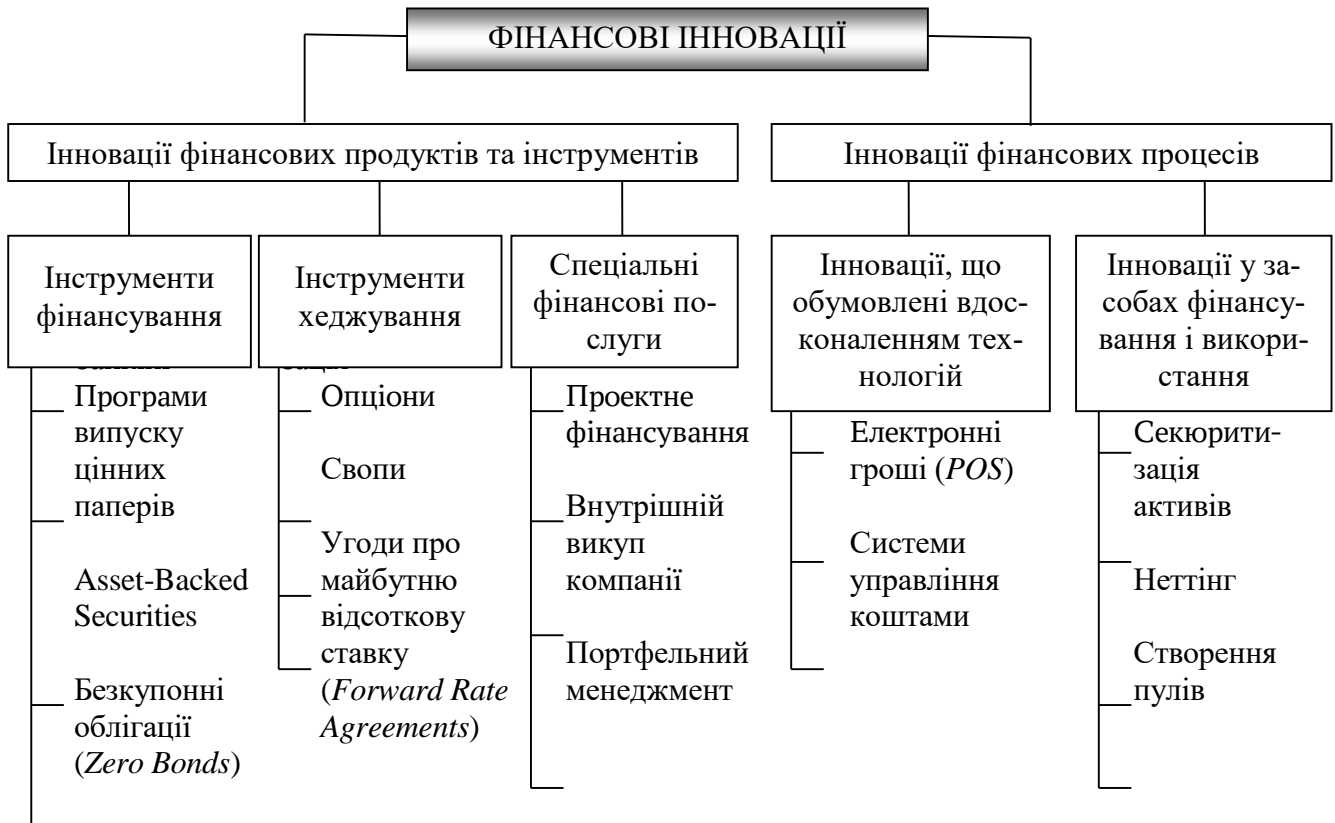 ФІНАНСОВІ ІННОВАЦІЇ
Інновації фінансових продуктів та інструментів
Інновації фінансових процесів
Інструменти
фінансування
Програми
випуску
цінних
паперів
Asset-Backed
Securities
Безкупонні
облігації
(Zero Bonds)
Інструменти
хеджування
Опціони
Свопи
Угоди про
майбутню
відсоткову
ставку
(Forward Rate
Agreements)
Спеціальні
фінансові по-
слуги
Проектне
фінансування
Внутрішній
викуп
компанії
Портфельний
менеджмент
Інновації, що
обумовлені вдос-
коналенням тех-
нологій
Електронні
гроші (POS)
Системи
управління
коштами
Інновації у за-
собах фінансу-
вання і викори-
стання
Секюрити-
зація
активів
Неттінг
Створення
пулів